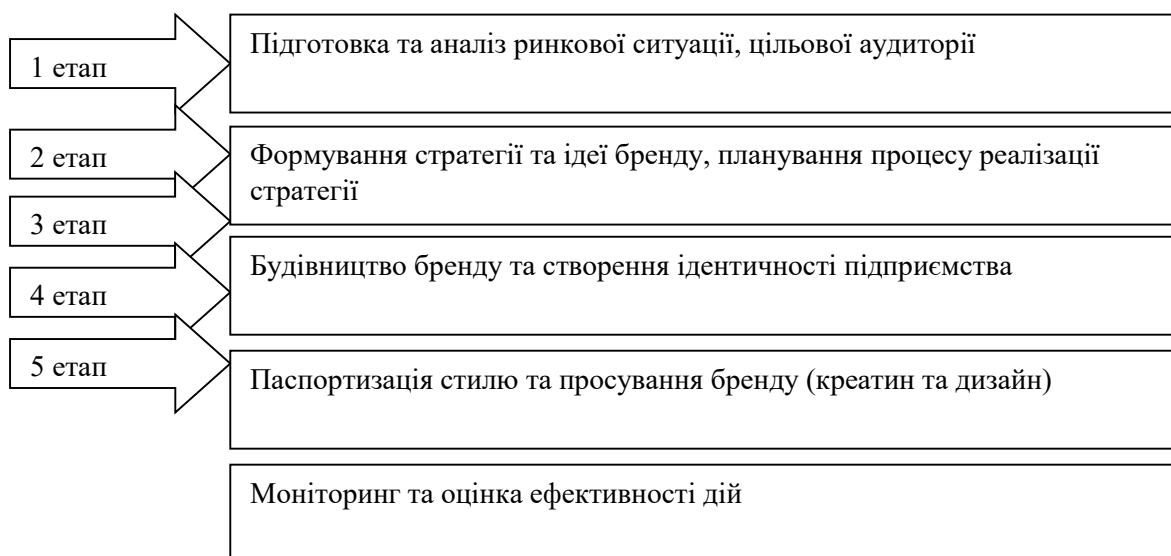 1 етап
Підготовка та аналіз ринкової ситуації, цільової аудиторії
2 етап
Формування стратегії та ідеї бренду, планування процесу реалізації
стратегії
3 етап
Будівництво бренду та створення ідентичності підприємства
4 етап
Паспортизація стилю та просування бренду (креатин та дизайн)
5 етап
Моніторинг та оцінка ефективності дій